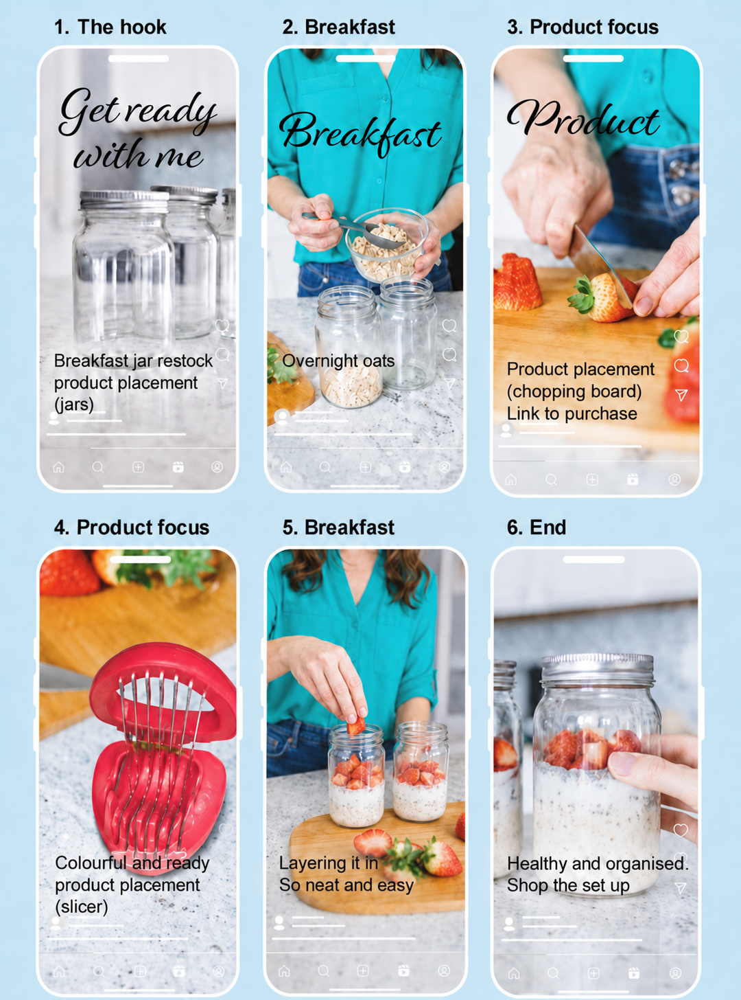 1. The hook
Get ready
with me
Breakfast jar restock
product placement
(jars)
2. Breakfast
Breakfast
Overnight oats
3. Product focus
Product
Product placement
(chopping board)
Link to purchase
4. Product focus
Colourful and ready
product placement
(slicer)
5. Breakfast
Layering it in
So neat and easy
6. End
Healthy and organised.
Shop the set up